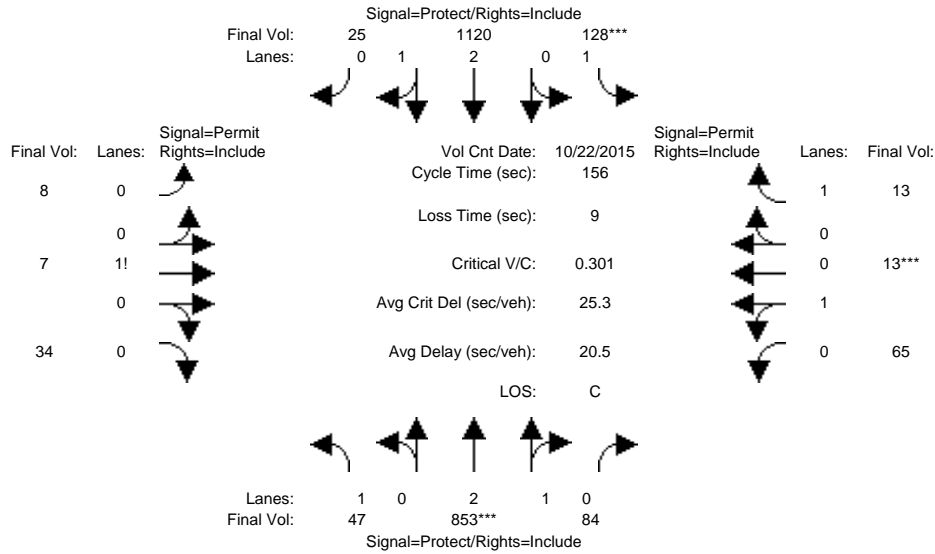 Signal=Protect/Rights=Include
Final Vol: 25 1120 128***
Lanes: 0 1 2 0 1
Signal=Permit Signal=Permit
Final Vol: Lanes: Rights=Include Vol Cnt Date: 10/22/2015 Rights=Include Lanes: Final Vol:
Cycle Time (sec): 156
8 0 1 13
Loss Time (sec): 9
0 0
7 1! Critical V/C: 0.301 0 13***
0 Avg Crit Del (sec/veh): 25.3 1
34 0 Avg Delay (sec/veh): 20.5 0 65
LOS: C
Lanes: 1 0 2 1 0
Final Vol: 47 853*** 84
Signal=Protect/Rights=Include